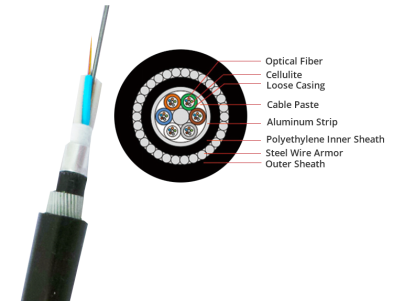 Optical Fiber
Cellulite
Loose Casing
Cable Paste
Aluminum Strip
Polyethylene Inner Sheath
Steel Wire Armor
Outer Sheath